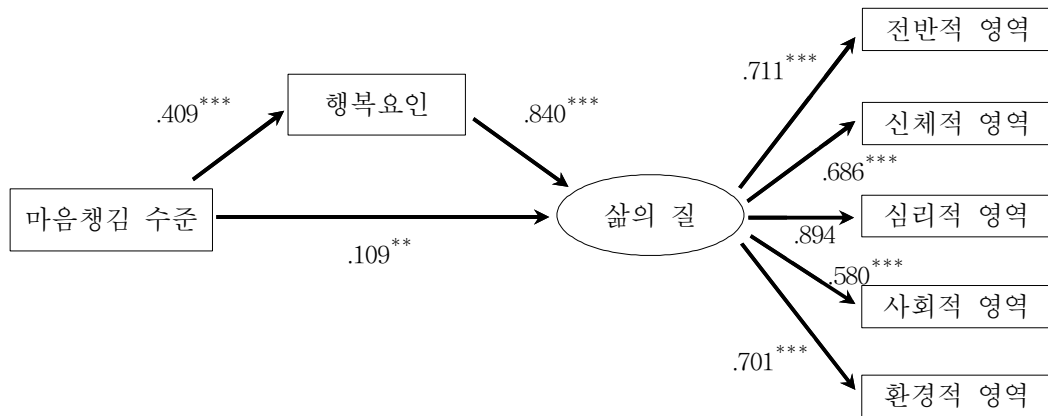 전반적 영역
.711***
행복요인
.409***
.840***
신체적 영역
.686***
마음챙김 수준
삶의 질
심리적 영역
.894
.109**
.580***
사회적 영역
.701***
환경적 영역